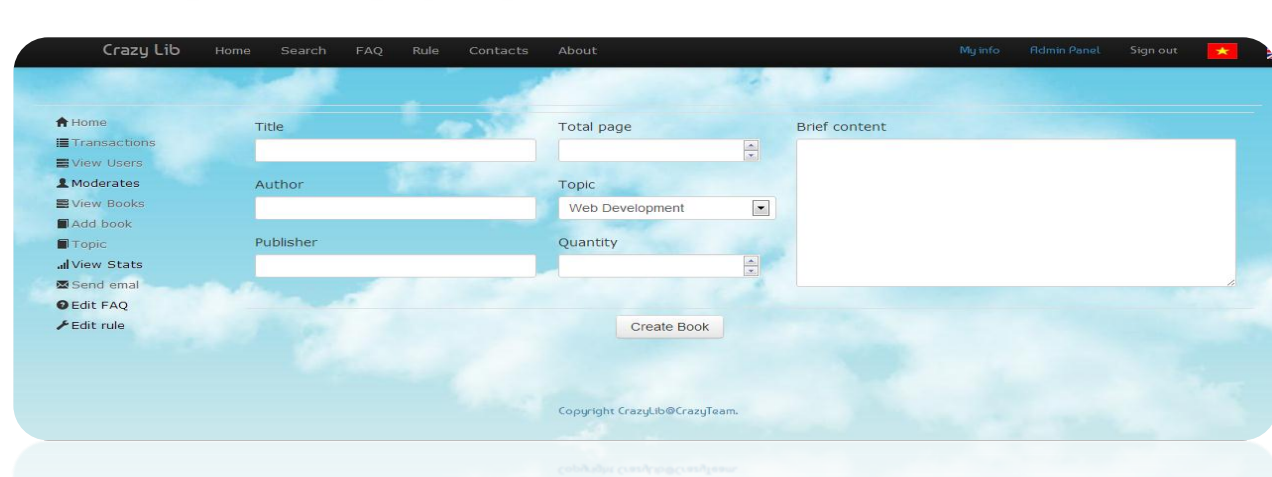 Crazy Lib Home Search FAQ Rule Contacts About My info Admin Panel Sign out
Home
Transactions
View Users
Moderates
View Books
Add book
Topic
View Stats
Send emal
Edit FAQ
Edit rule
Title
Author
Publisher
Total page
Topic
Web Development
Quantity
Brief content
Create Book
Copyright CrazyLib@CrazyTeam.